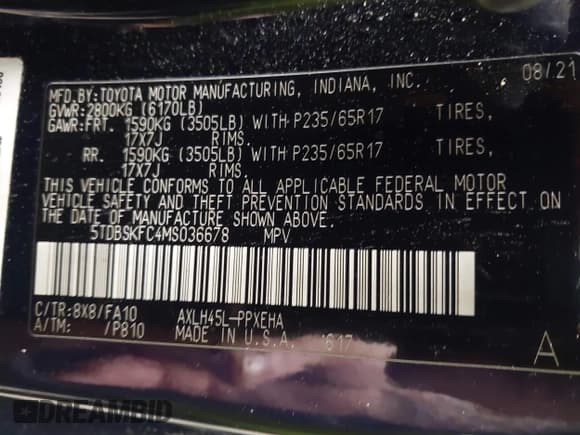 MFD.BY:TOYOTA MOTOR MANUFACTURING, INDIANA, INC. 08/21
GVWR:2800KG (6170LB)
GAWR:FRT. 1590KG (3505LB) WITH P235/65R17 TIRES,
17X7J RIMS.
RR. 1590KG (3505LB) WITH P235/65R17 TIRES,
17X7J RIMS.
THIS VEHICLE CONFORMS TO ALL APPLICABLE FEDERAL MOTOR
VEHICLE SAFETY AND THEFT PREVENTION STANDARDS IN EFFECT ON
THE DATE OF MANUFACTURE SHOWN ABOVE.
5TDBSKFC4MS036678 MPV
C/TR:8X8/FA10 AXLH45L-PPXEHA
A/TM: /P810 MADE IN U.S.A. 617 A
DREAMBID